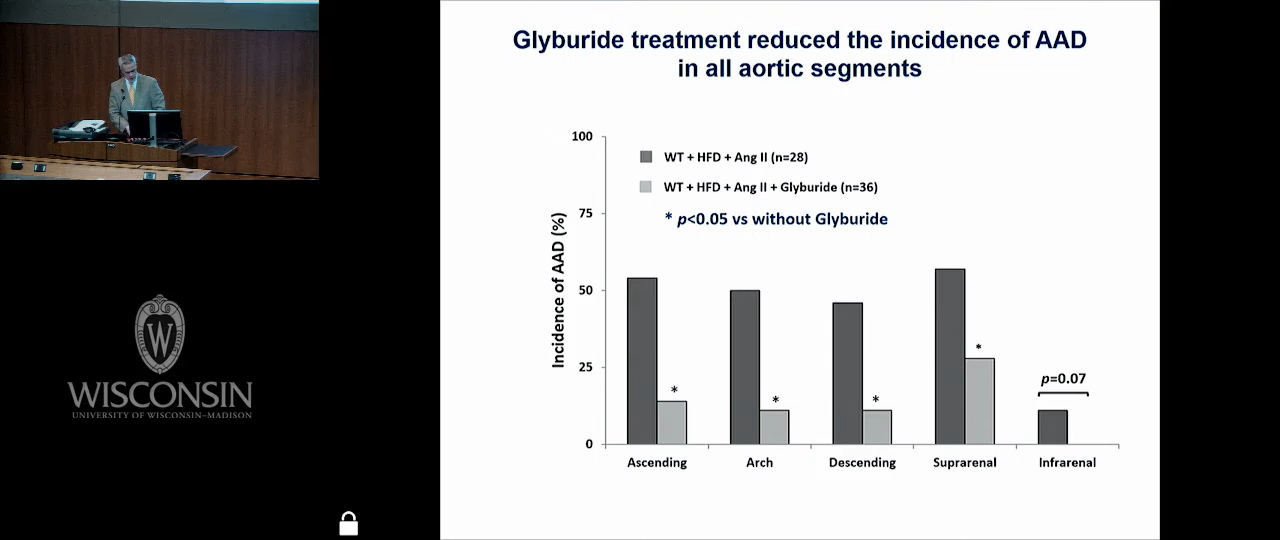 Glyburide treatment reduced the incidence of AAD
in all aortic segments
100
75
50
25
0
Incidence of AAD (%)
WT + HFD + Ang II (n=28)
WT + HFD + Ang II + Glyburide (n=36)
* p<0.05 vs without Glyburide
*
*
*
*
p=0.07
Ascending
Arch
Descending
Suprarenal
Infrarenal
W
WISCONSIN
UNIVERSITY OF WISCONSIN–MADISON